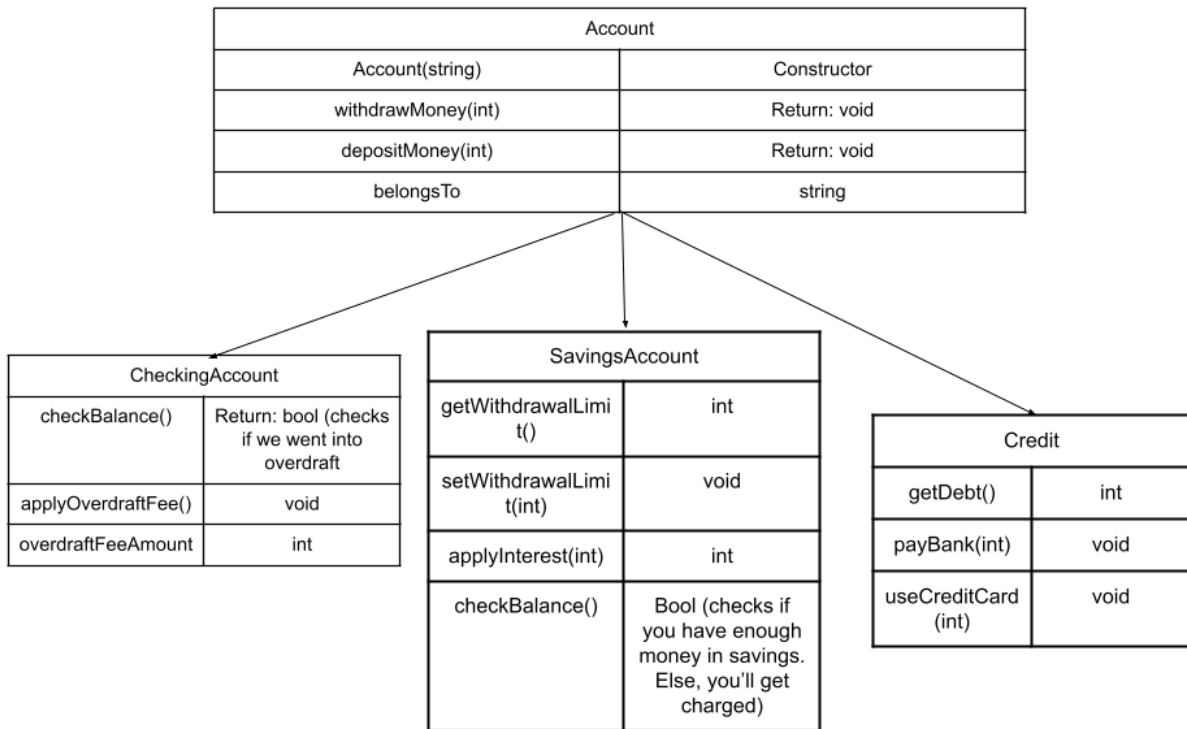 Account
Account(string)
Constructor
withdrawMoney(int)
Return: void
depositMoney(int)
Return: void
belongsTo
string
CheckingAccount
checkBalance()
Return: bool (checks
if we went into
overdraft
applyOverdraftFee()
void
overdraftFeeAmount
int
SavingsAccount
getWithdrawalLimi
t()
int
setWithdrawalLimi
t(int)
void
applyInterest(int)
int
checkBalance()
Bool (checks if
you have enough
money in savings.
Else, you’ll get
charged)
Credit
getDebt()
int
payBank(int)
void
useCreditCard
(int)
void